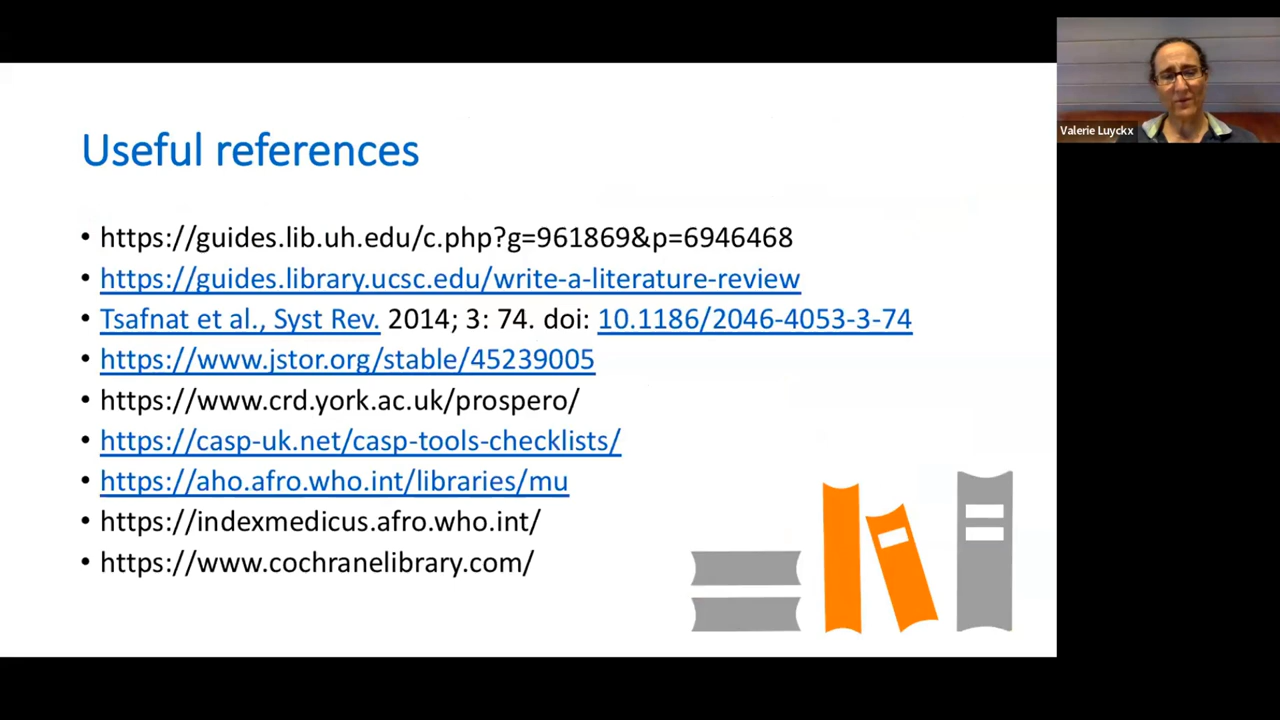 Useful references
• https://guides.lib.uh.edu/c.php?g=961869&p=6946468
• https://guides.library.ucsc.edu/write-a-literature-review
• Tsafnat et al., Syst Rev. 2014; 3: 74. doi: 10.1186/2046-4053-3-74
• https://www.jstor.org/stable/45239005
• https://www.crd.york.ac.uk/prospero/
• https://casp-uk.net/casp-tools-checklists/
• https://aho.afro.who.int/libraries/mu
• https://indexmedicus.afro.who.int/
• https://www.cochranelibrary.com/
Valerie Luyckx